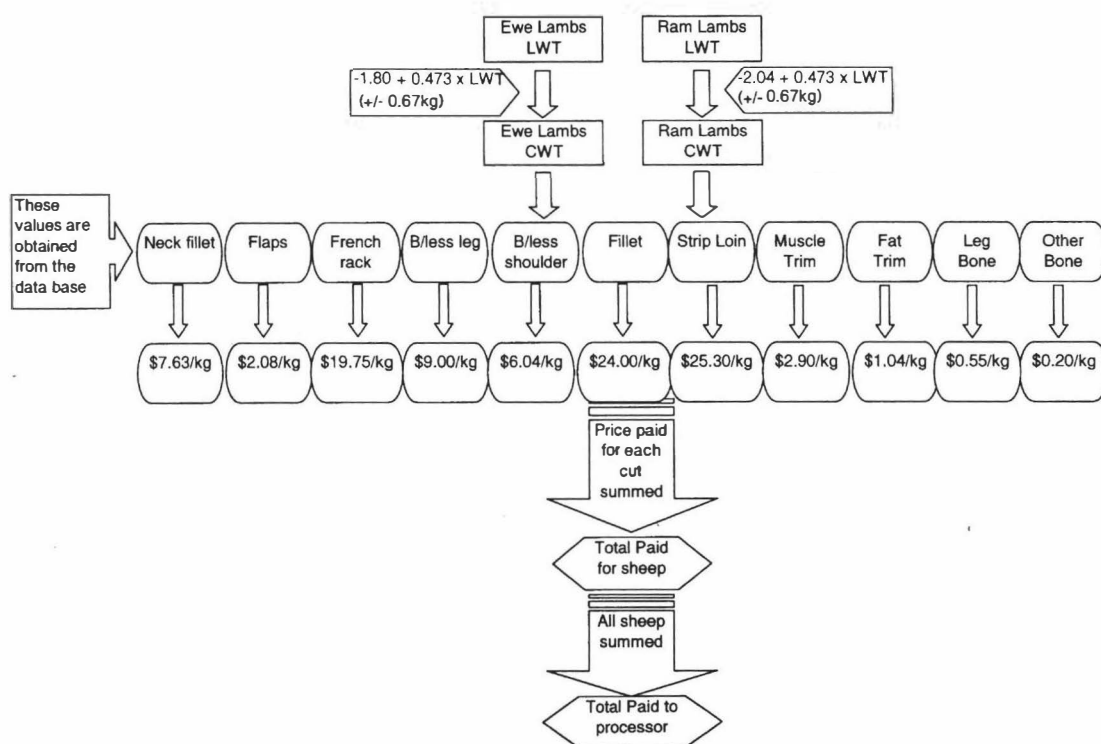 Ewe Lambs
LWT
Ram Lambs
LWT
-1.80 + 0.473 x LWT
(+/- 0.67kg)
-2.04 + 0.473 x LWT
(+/- 0.67kg)
Ewe Lambs
CWT
Ram Lambs
CWT
These
values are
obtained
from the
data base
Neck fillet
Flaps
French
rack
B/less leg
B/less
shoulder
Fillet
Strip Loin
Muscle
Trim
Fat
Trim
Leg
Bone
Other
Bone
$7.63/kg
$2.08/kg
$19.75/kg
$9.00/kg
$6.04/kg
$24.00/kg
$25.30/kg
$2.90/kg
$1.04/kg
$0.55/kg
$0.20/kg
Price paid
for each
cut
summed
Total Paid
for sheep
All sheep
summed
Total Paid to
processor